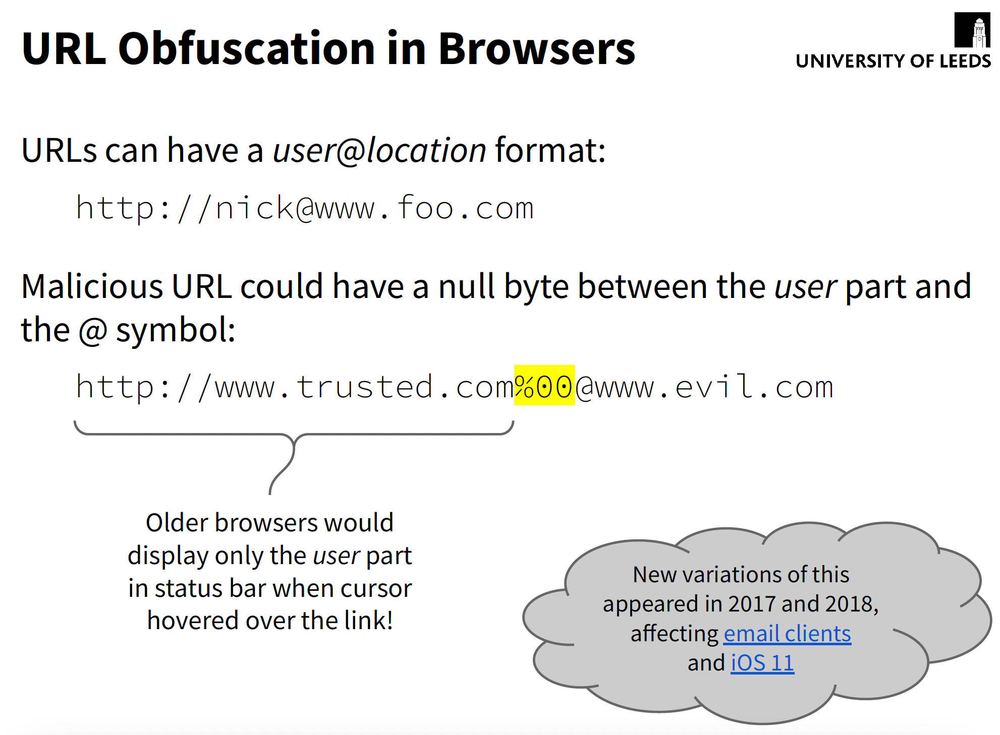 URL Obfuscation in Browsers
UNIVERSITY OF LEEDS
URLs can have a user@location format:
http://nick@www.foo.com
Malicious URL could have a null byte between the user part and
the @ symbol:
http://www.trusted.com%00@www.evil.com
Older browsers would
display only the user part
in status bar when cursor
hovered over the link!
New variations of this
appeared in 2017 and 2018,
affecting email clients
and iOS 11